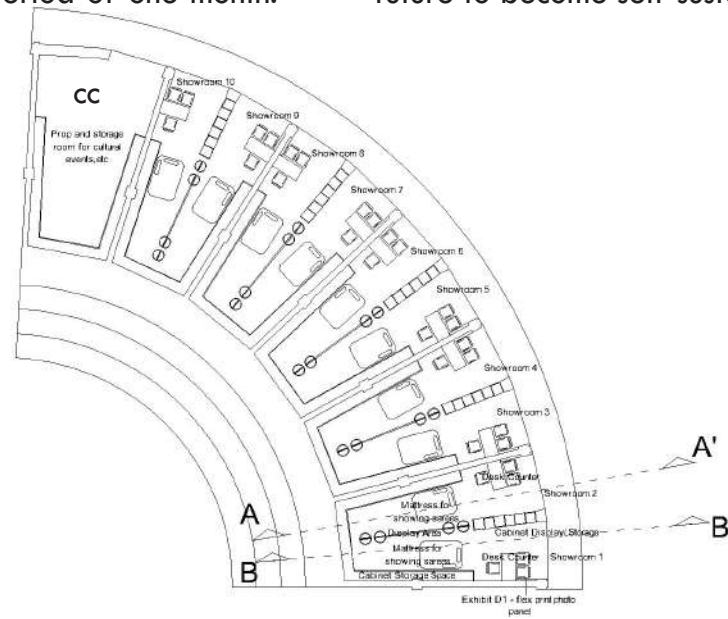 eriod of one month.
future to become self-sust
CC
Prop and storage
room for cultural
events,etc
Showroom 10
Showroom 9
Showroom 8
Showroom 7
Showroom 6
Showroom 5
Showroom 4
Showroom 3
A'
Desk Counter
Showroom 2
A
Mattress for
showing sarees
Display Area
Cabinet Display/Storage
B
B
Mattress for
showing sarees
Desk Counter
Showroom 1
Cabinet Storage Space
Exhibit D1 - flex print photo
panel